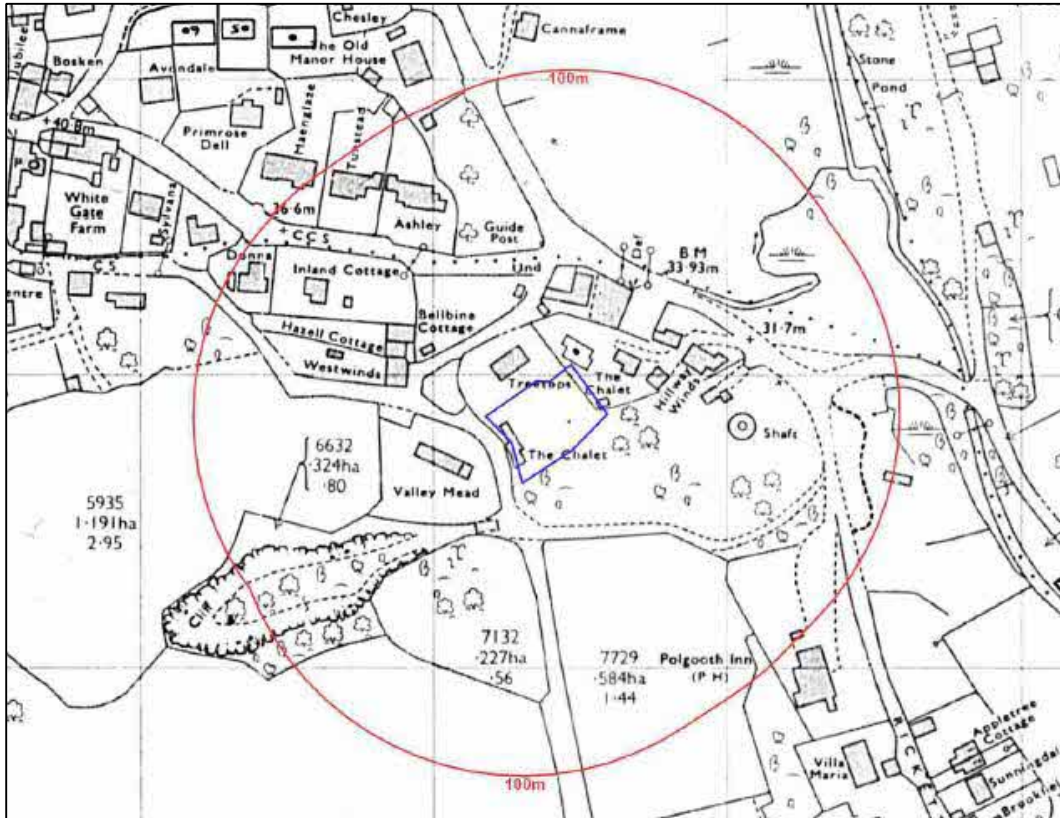 Chesley
Cannaframe
The Old
Manor House
Bosken
Avondale
Stone
Pond
+40.8m
Primrose
Dell
Maenglaze
Tunstead
100m
White
Gate
Farm
Sylvana
36.6m
+ C C S
Ashley
Guide
Post
C S
Donna
Inland Cottage
Und
Def
B M
33.93m
Bellbine
Cottage
31.7m
Hazell Cottage
Westwinds
Treetops
The
Chalet
Hillway
Winds
Shaft
The Chalet
6632
.324ha
.80
5935
1.191ha
2.95
Valley Mead
Cliff
7132
.227ha
.56
7729
.584ha
1.44
Polgooth Inn
(P H)
Villa
Maria
Appletree
Cottage
100m